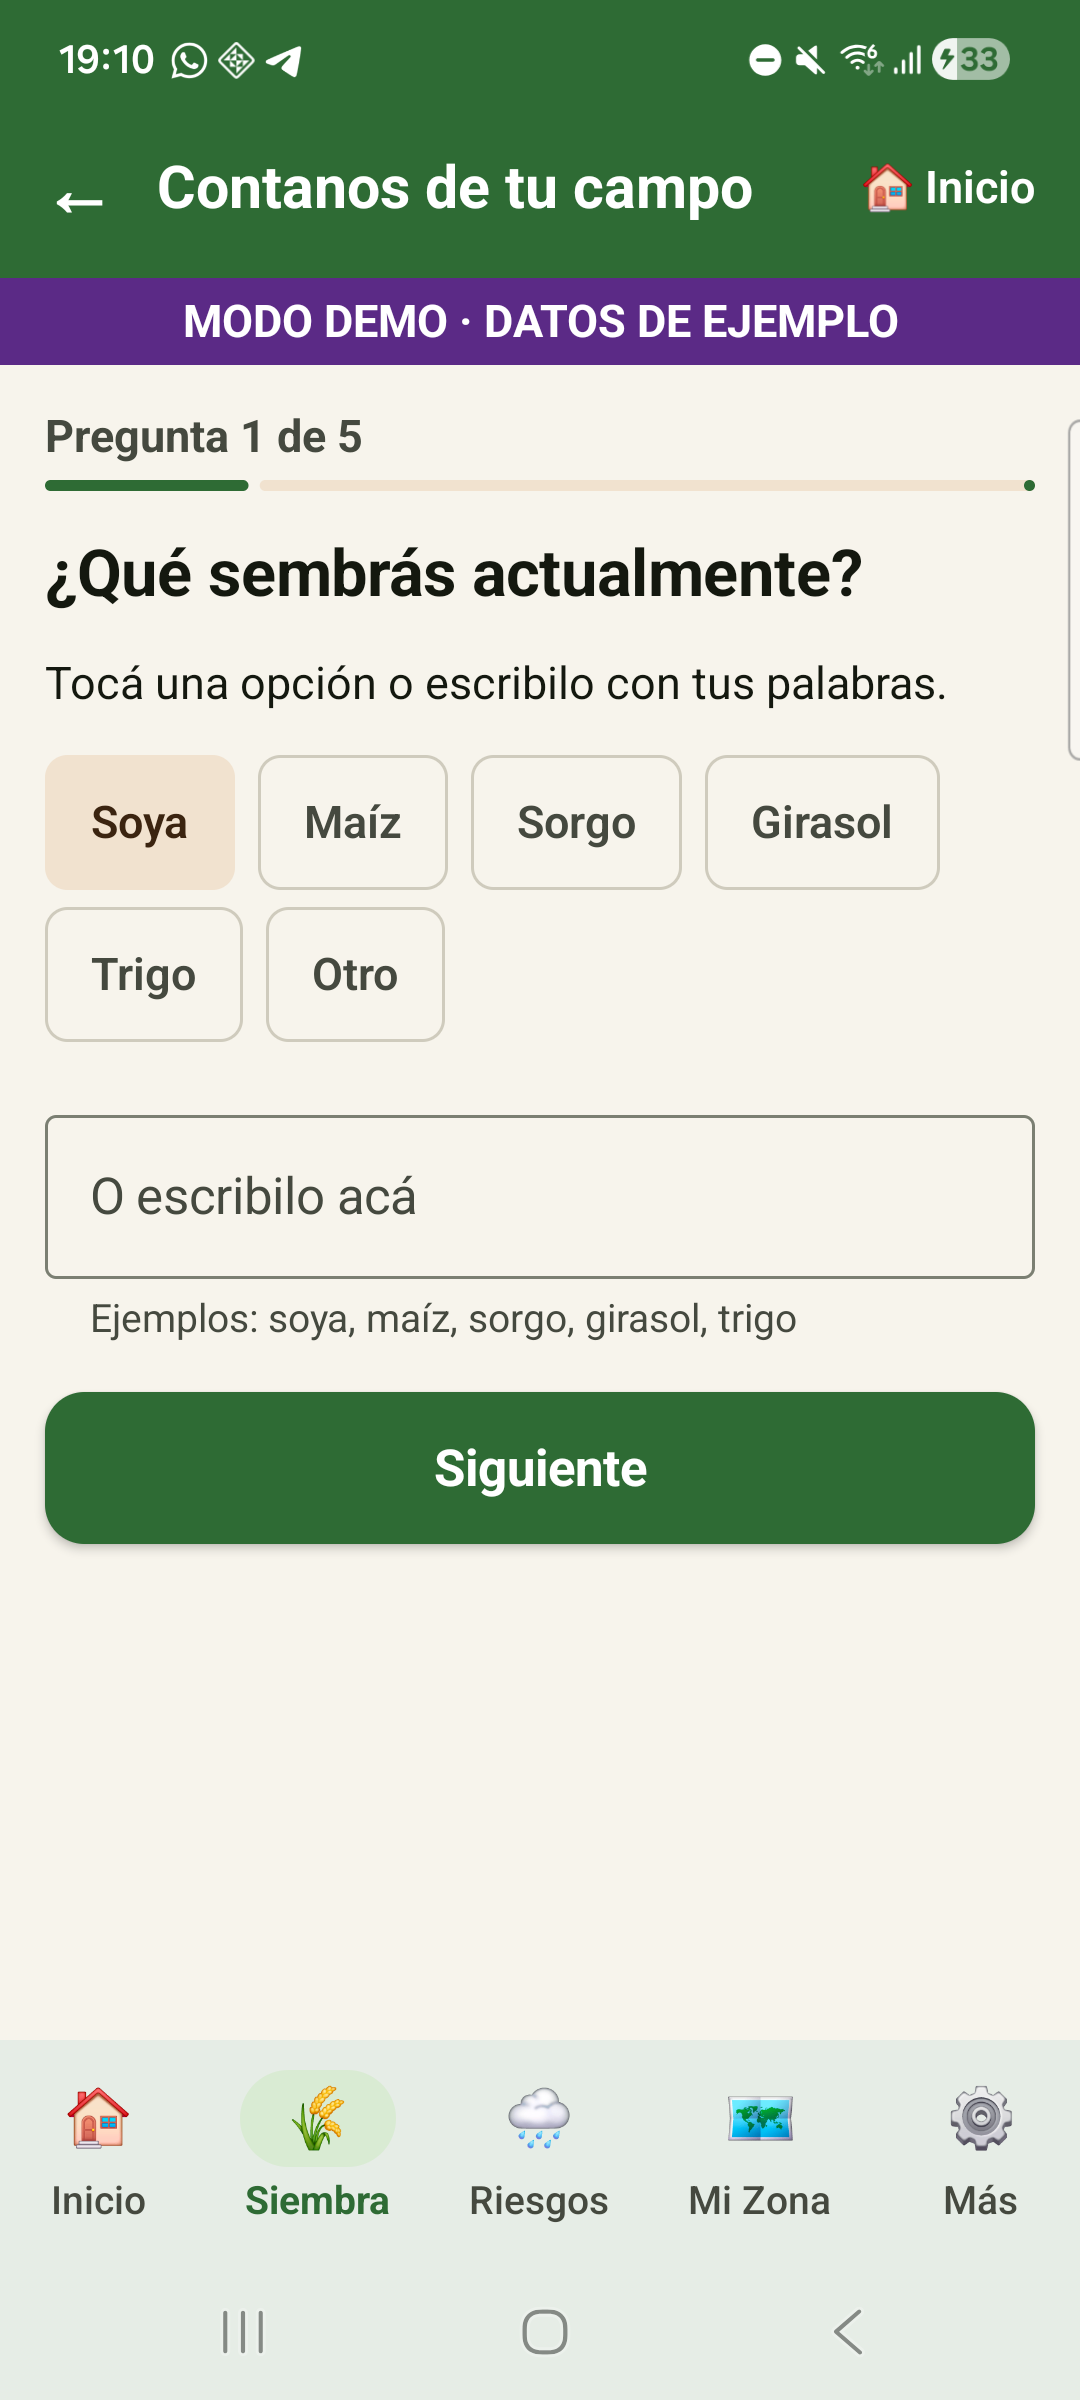 19:10
6
33
← Contanos de tu campo
Inicio
MODO DEMO · DATOS DE EJEMPLO
Pregunta 1 de 5
¿Qué sembrás actualmente?
Tocá una opción o escribilo con tus palabras.
Soya
Maíz
Sorgo
Girasol
Trigo
Otro
O escribilo acá
Ejemplos: soya, maíz, sorgo, girasol, trigo
Siguiente
Inicio
Siembra
Riesgos
Mi Zona
Más